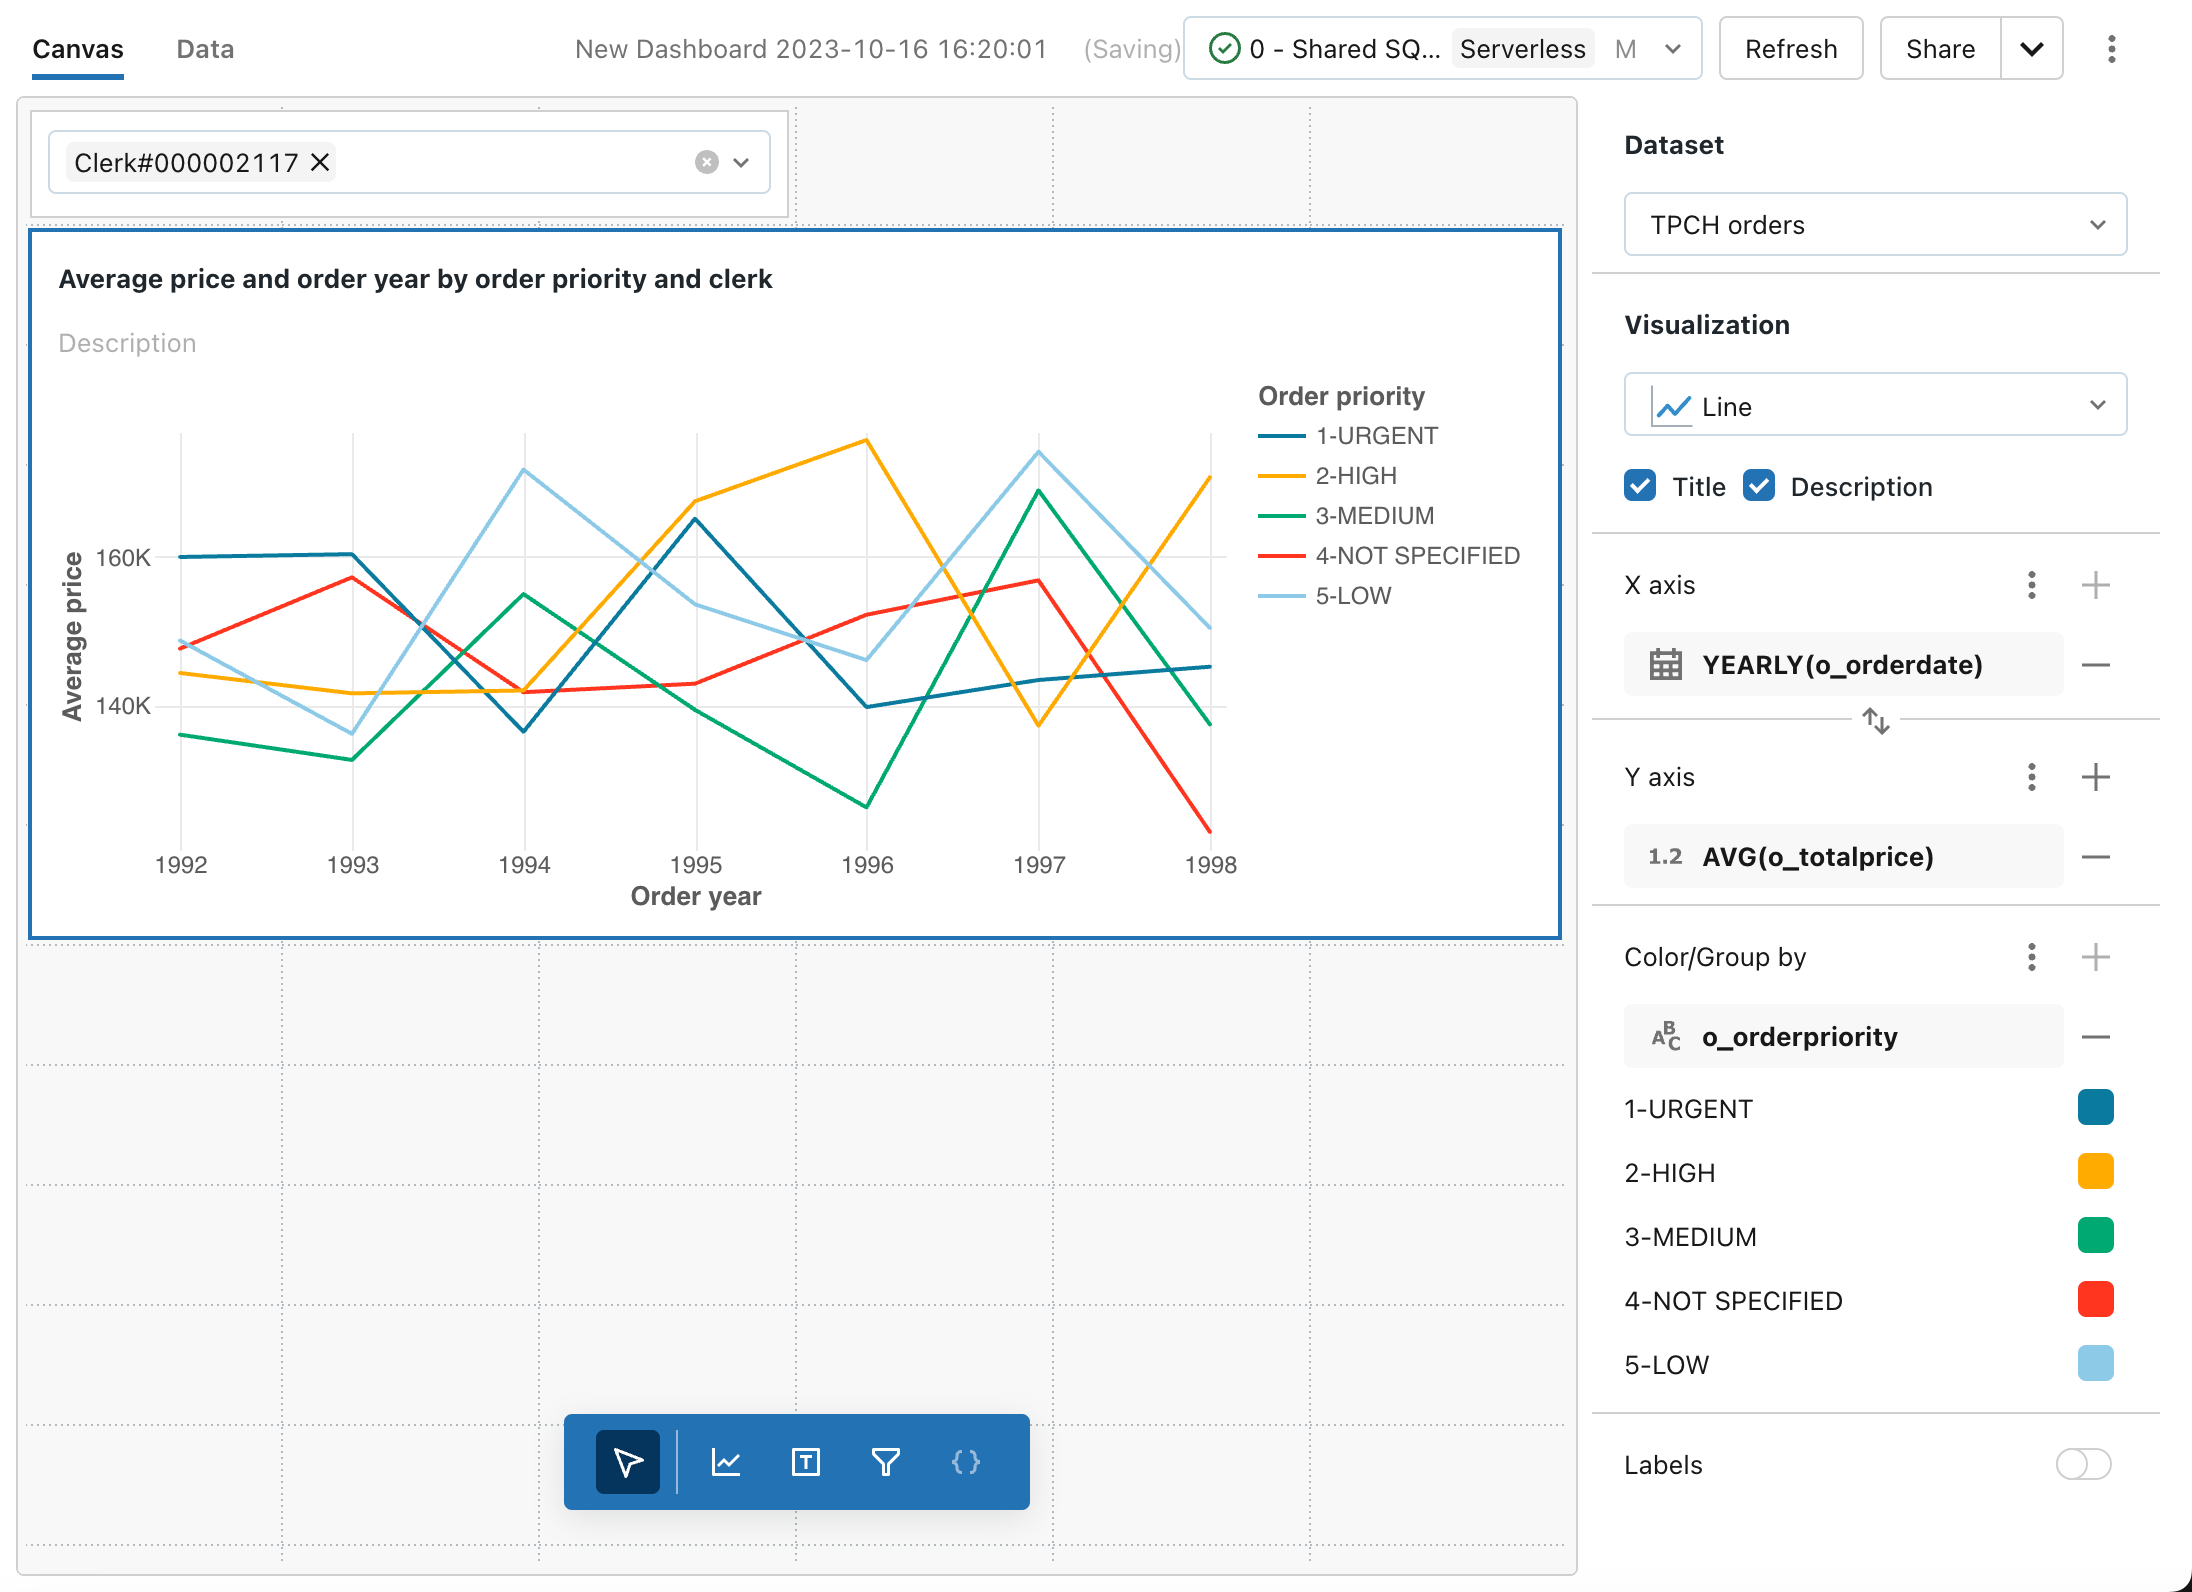 Canvas Data New Dashboard 2023-10-16 16:20:01 (Saving) 0 - Shared SQ... Serverless M Refresh Share
Clerk#000002117
Average price and order year by order priority and clerk
Description
Order priority
1-URGENT
2-HIGH
3-MEDIUM
4-NOT SPECIFIED
5-LOW
Average price
160K
140K
1992 1993 1994 1995 1996 1997 1998
Order year
Dataset
TPCH orders
Visualization
Line
Title Description
X axis
YEARLY(o_orderdate)
Y axis
1.2 AVG(o_totalprice)
Color/Group by
ABC o_orderpriority
1-URGENT
2-HIGH
3-MEDIUM
4-NOT SPECIFIED
5-LOW
T
Labels